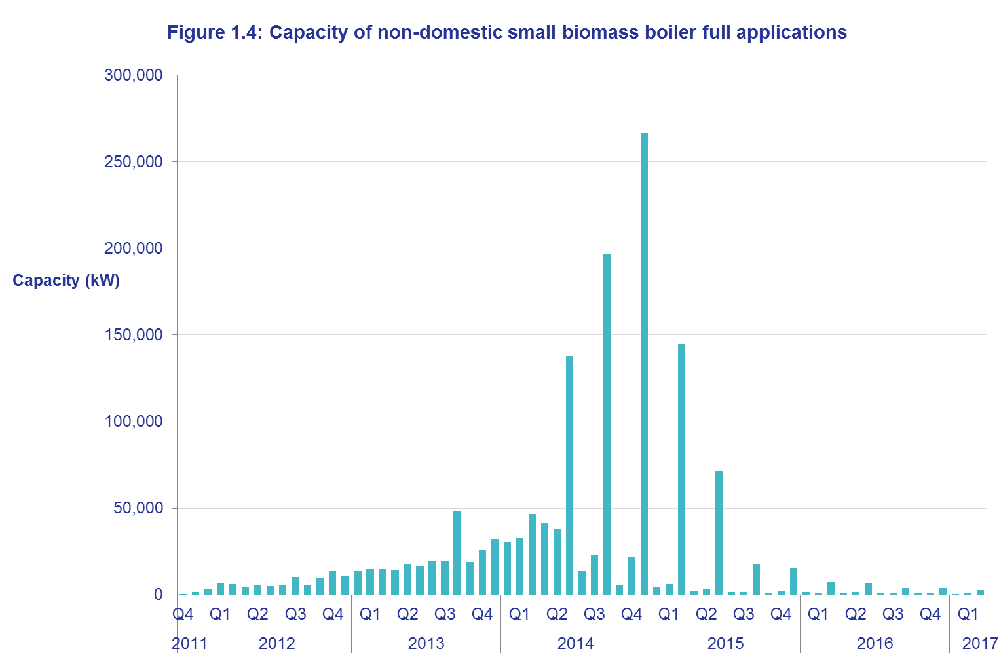 Figure 1.4: Capacity of non-domestic small biomass boiler full applications
300,000
250,000
200,000
Capacity (kW)
150,000
100,000
50,000
0
Q4 Q1 Q2 Q3 Q4 Q1 Q2 Q3 Q4 Q1 Q2 Q3 Q4 Q1 Q2 Q3 Q4 Q1 Q2 Q3 Q4 Q1
2011 2012 2013 2014 2015 2016 2017